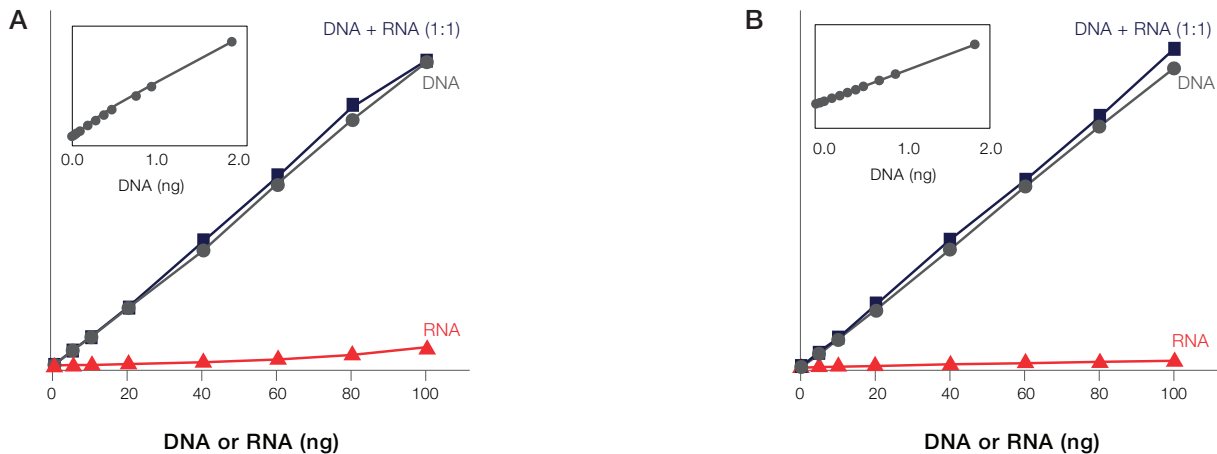 A
DNA + RNA (1:1)
DNA
0.0 1.0 2.0
DNA (ng)
RNA
0 20 40 60 80 100
DNA or RNA (ng)
B
DNA + RNA (1:1)
DNA
0.0 1.0 2.0
DNA (ng)
RNA
0 20 40 60 80 100
DNA or RNA (ng)